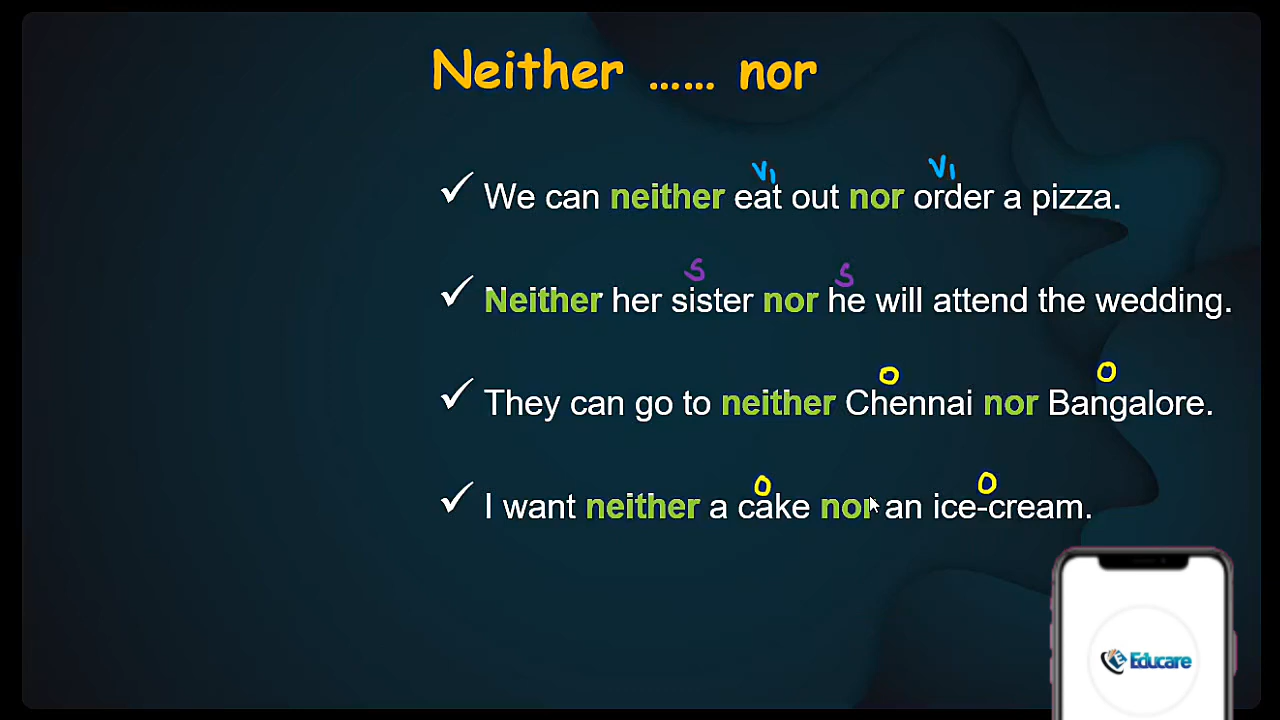 Neither ...... nor
V1 V1
✓ We can neither eat out nor order a pizza.
S S
✓ Neither her sister nor he will attend the wedding.
O O
✓ They can go to neither Chennai nor Bangalore.
O O
✓ I want neither a cake nor an ice-cream.
Educare